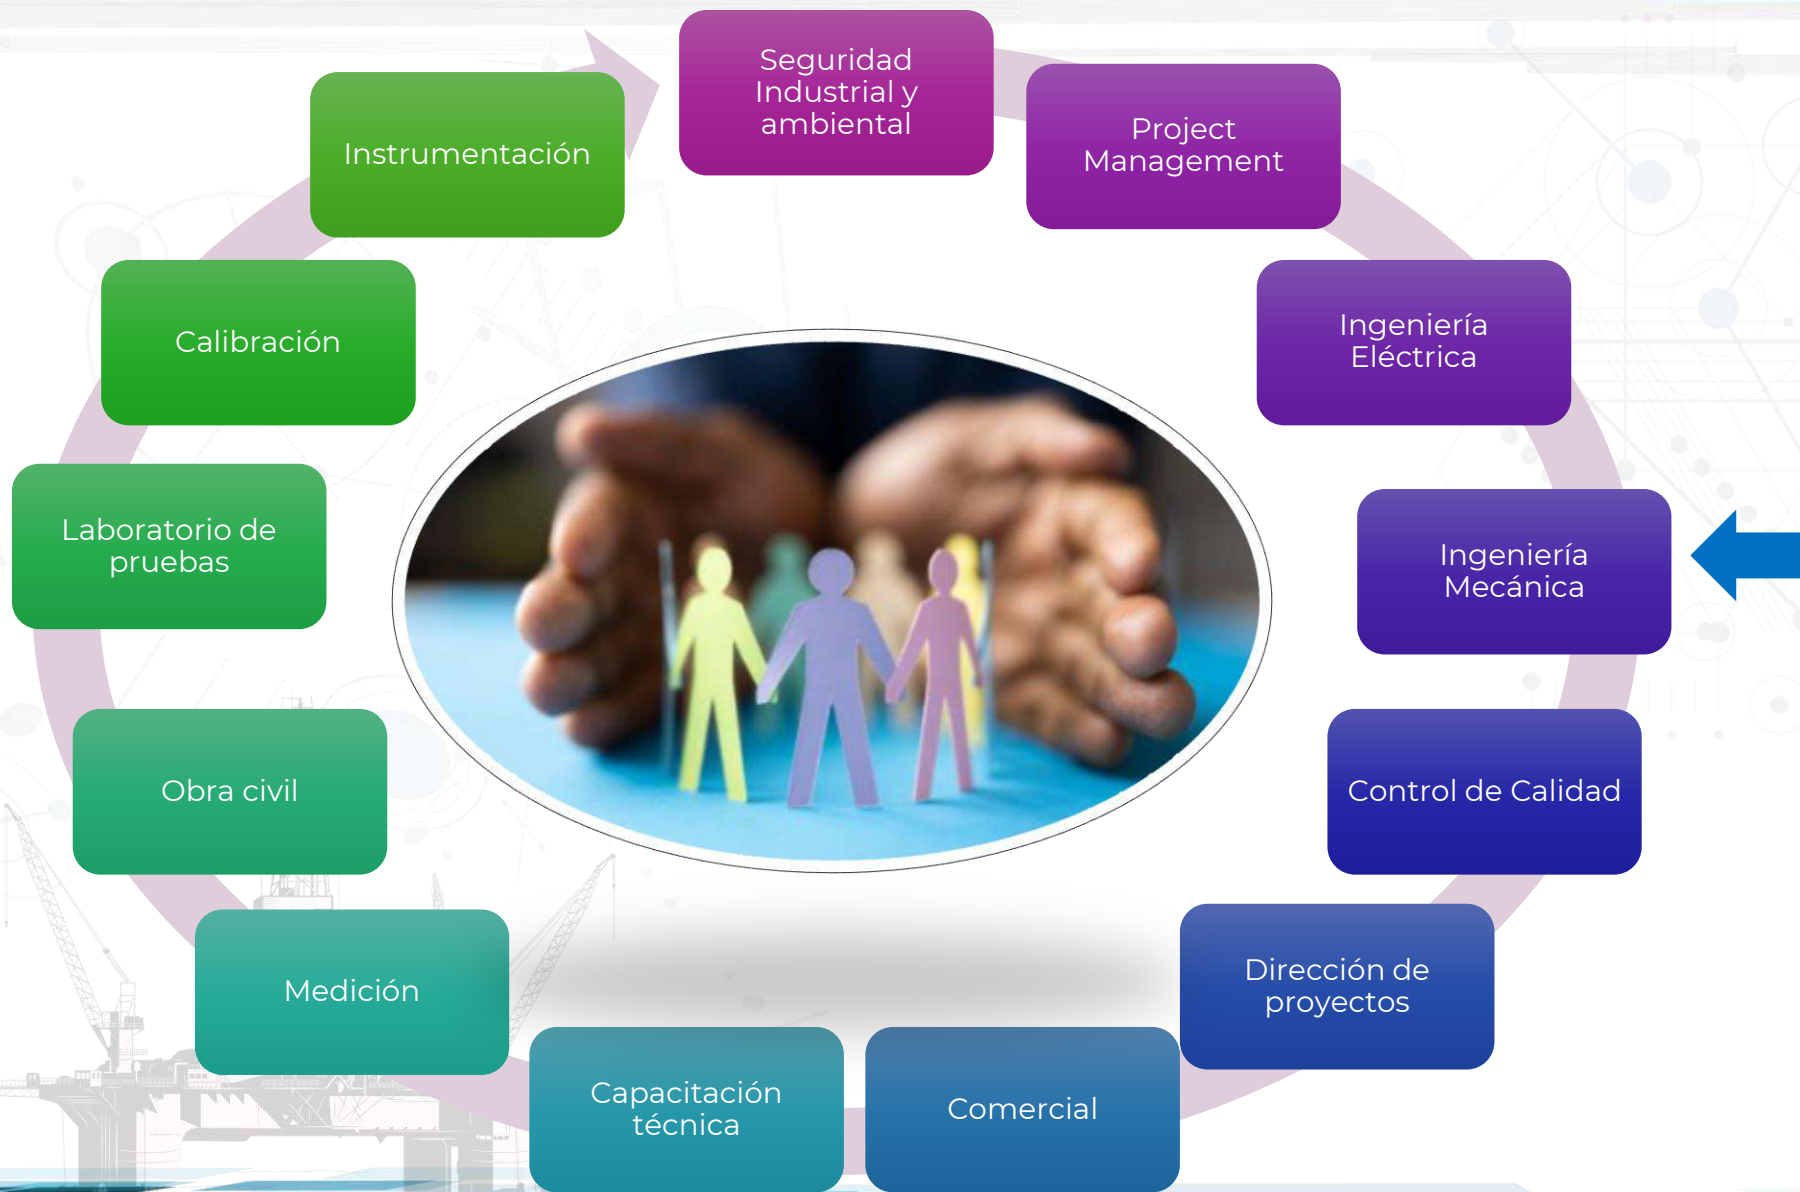 Seguridad
Industrial y
ambiental
Project
Management
Ingeniería
Eléctrica
Ingeniería
Mecánica
Control de Calidad
Dirección de
proyectos
Comercial
Capacitación
técnica
Medición
Obra civil
Laboratorio de
pruebas
Calibración
Instrumentación